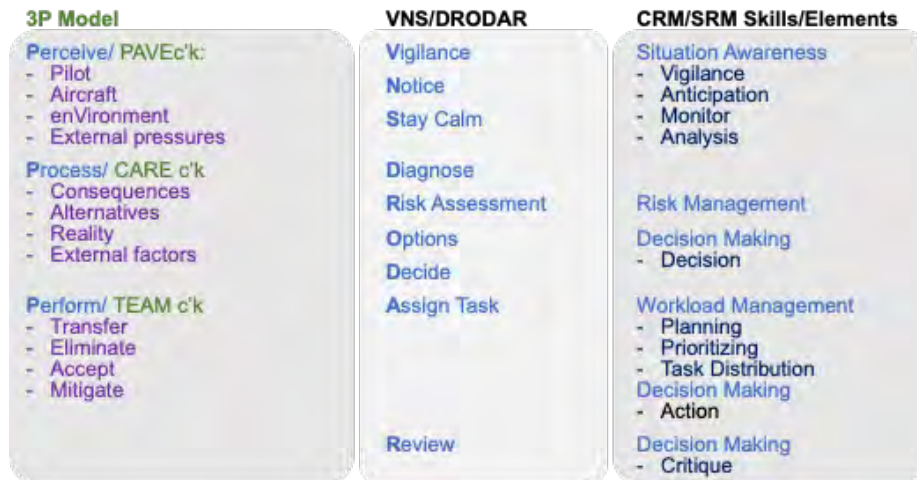 3P Model
Perceive/ PAVEc'k:
- Pilot
- Aircraft
- enVironment
- External pressures
Process/ CARE c'k
- Consequences
- Alternatives
- Reality
- External factors
Perform/ TEAM c'k
- Transfer
- Eliminate
- Accept
- Mitigate
VNS/DRODAR
Vigilance
Notice
Stay Calm
Diagnose
Risk Assessment
Options
Decide
Assign Task
Review
CRM/SRM Skills/Elements
Situation Awareness
- Vigilance
- Anticipation
- Monitor
- Analysis
Risk Management
Decision Making
- Decision
Workload Management
- Planning
- Prioritizing
- Task Distribution
Decision Making
- Action
Decision Making
- Critique